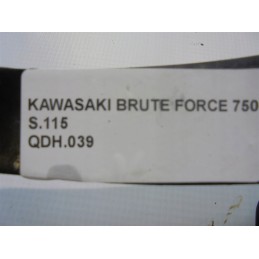 KAWASAKI BRUTE FORCE 750
S.115
QDH.039